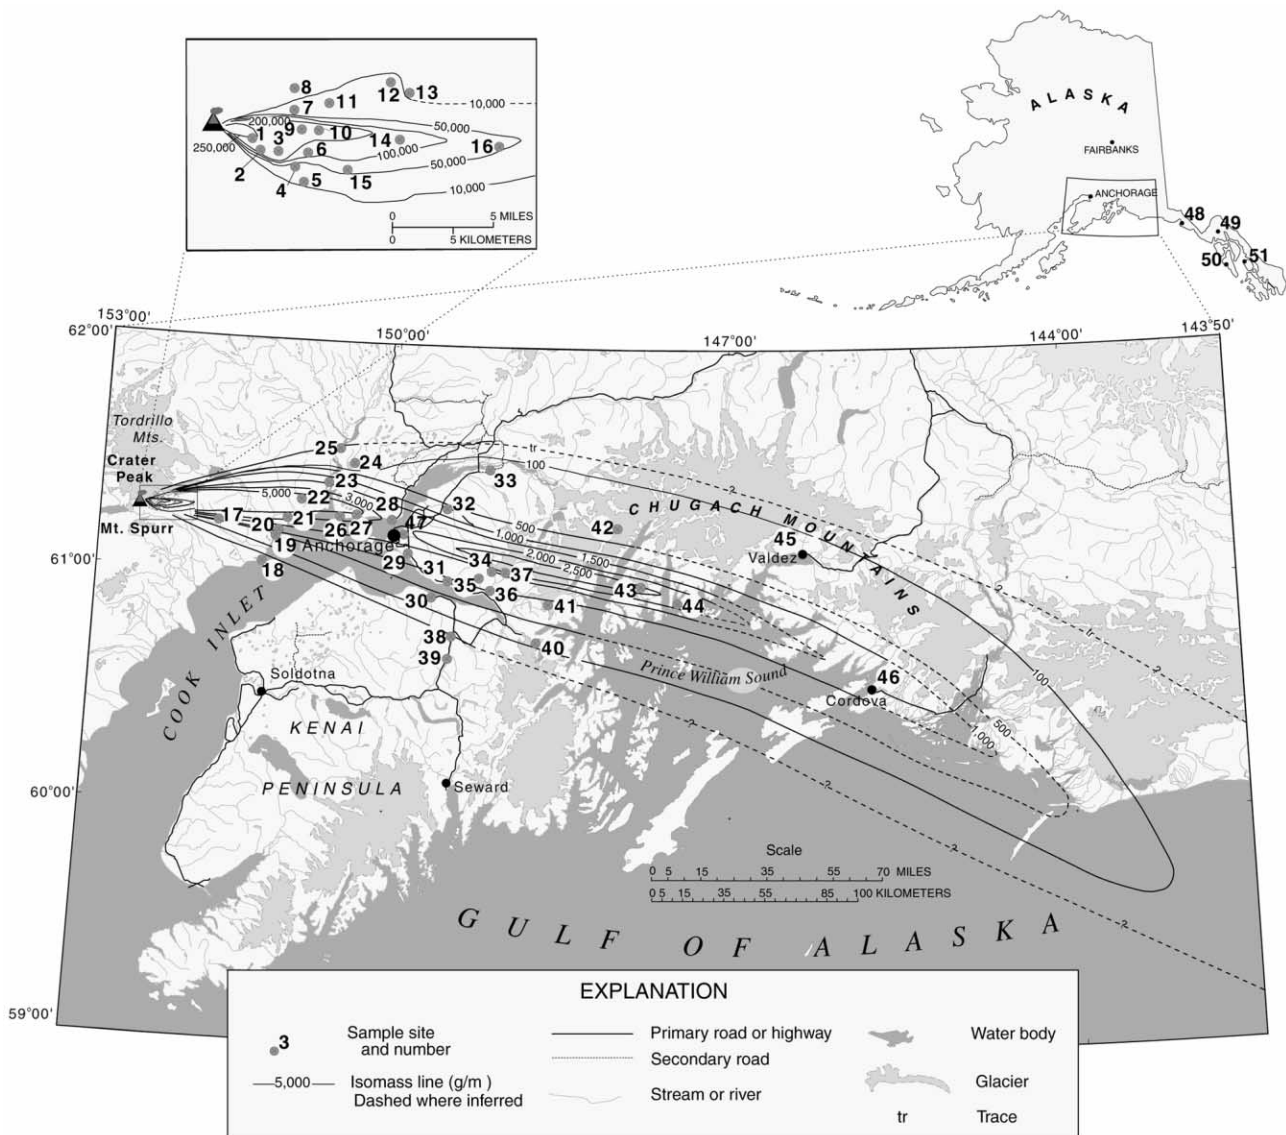 8
7
11
12
13
10,000
200,000
50,000
1
9
10
3
14
16
250,000
6
100,000
50,000
2
4
5
15
10,000
0 5 MILES
0 5 KILOMETERS
ALASKA
FAIRBANKS
ANCHORAGE
48
49
50
51
153°00'
62°00'
150°00'
147°00'
144°00'
143°50'
Tordrillo
Mts.
Crater
Peak
Mt. Spurr
25
24
23
22
tr
100
?
33
32
5,000
3,000
17
20
21
26
27
28
47
19
18
Anchorage
29
31
30
34
35
36
37
500
1,000
1,500
2,000
2,500
42
CHUGACH MOUNTAINS
45
Valdez
43
44
41
40
38
39
61°00'
COOK INLET
Soldotna
KENAI
PENINSULA
Seward
Prince William Sound
46
Cordova
tr
?
100
500
1,000
?
?
?
?
60°00'
Scale
0 5 15 35 55 70 MILES
0 5 15 35 55 85 100 KILOMETERS
GULF OF ALASKA
59°00'
EXPLANATION
3
Sample site
and number
5,000
Isomass line (g/m )
Dashed where inferred
Primary road or highway
Secondary road
Stream or river
Water body
Glacier
tr
Trace